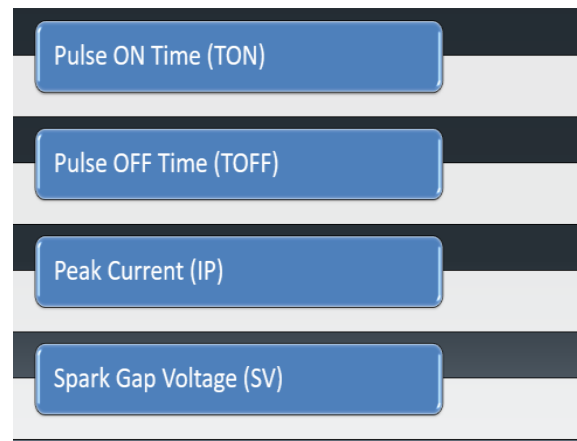 Pulse ON Time (TON)
Pulse OFF Time (TOFF)
Peak Current (IP)
Spark Gap Voltage (SV)